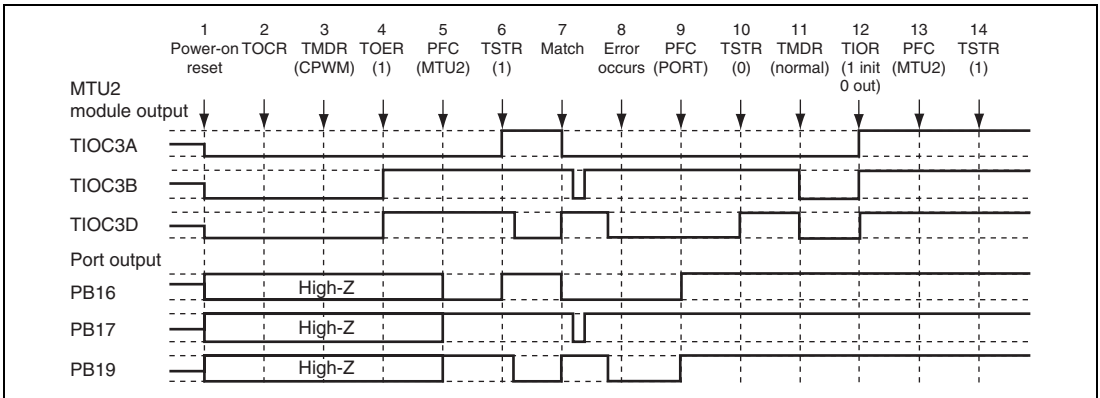 1 2 3 4 5 6 7 8 9 10 11 12 13 14
Power-on TOCR TMDR TOER PFC TSTR Match Error PFC TSTR TMDR TIOR PFC TSTR
reset (CPWM) (1) (MTU2) (1) occurs (PORT) (0) (normal) (1 init (MTU2) (1)
0 out)
MTU2
module output
TIOC3A
TIOC3B
TIOC3D
Port output
PB16 High-Z
PB17 High-Z
PB19 High-Z